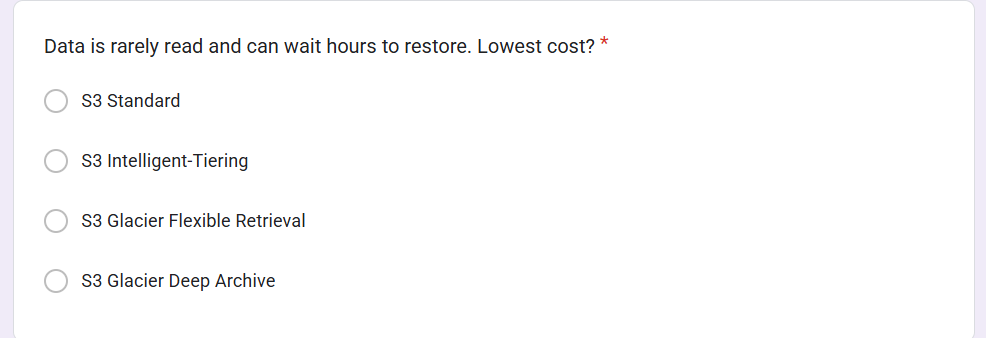 Data is rarely read and can wait hours to restore. Lowest cost? *
S3 Standard
S3 Intelligent-Tiering
S3 Glacier Flexible Retrieval
S3 Glacier Deep Archive